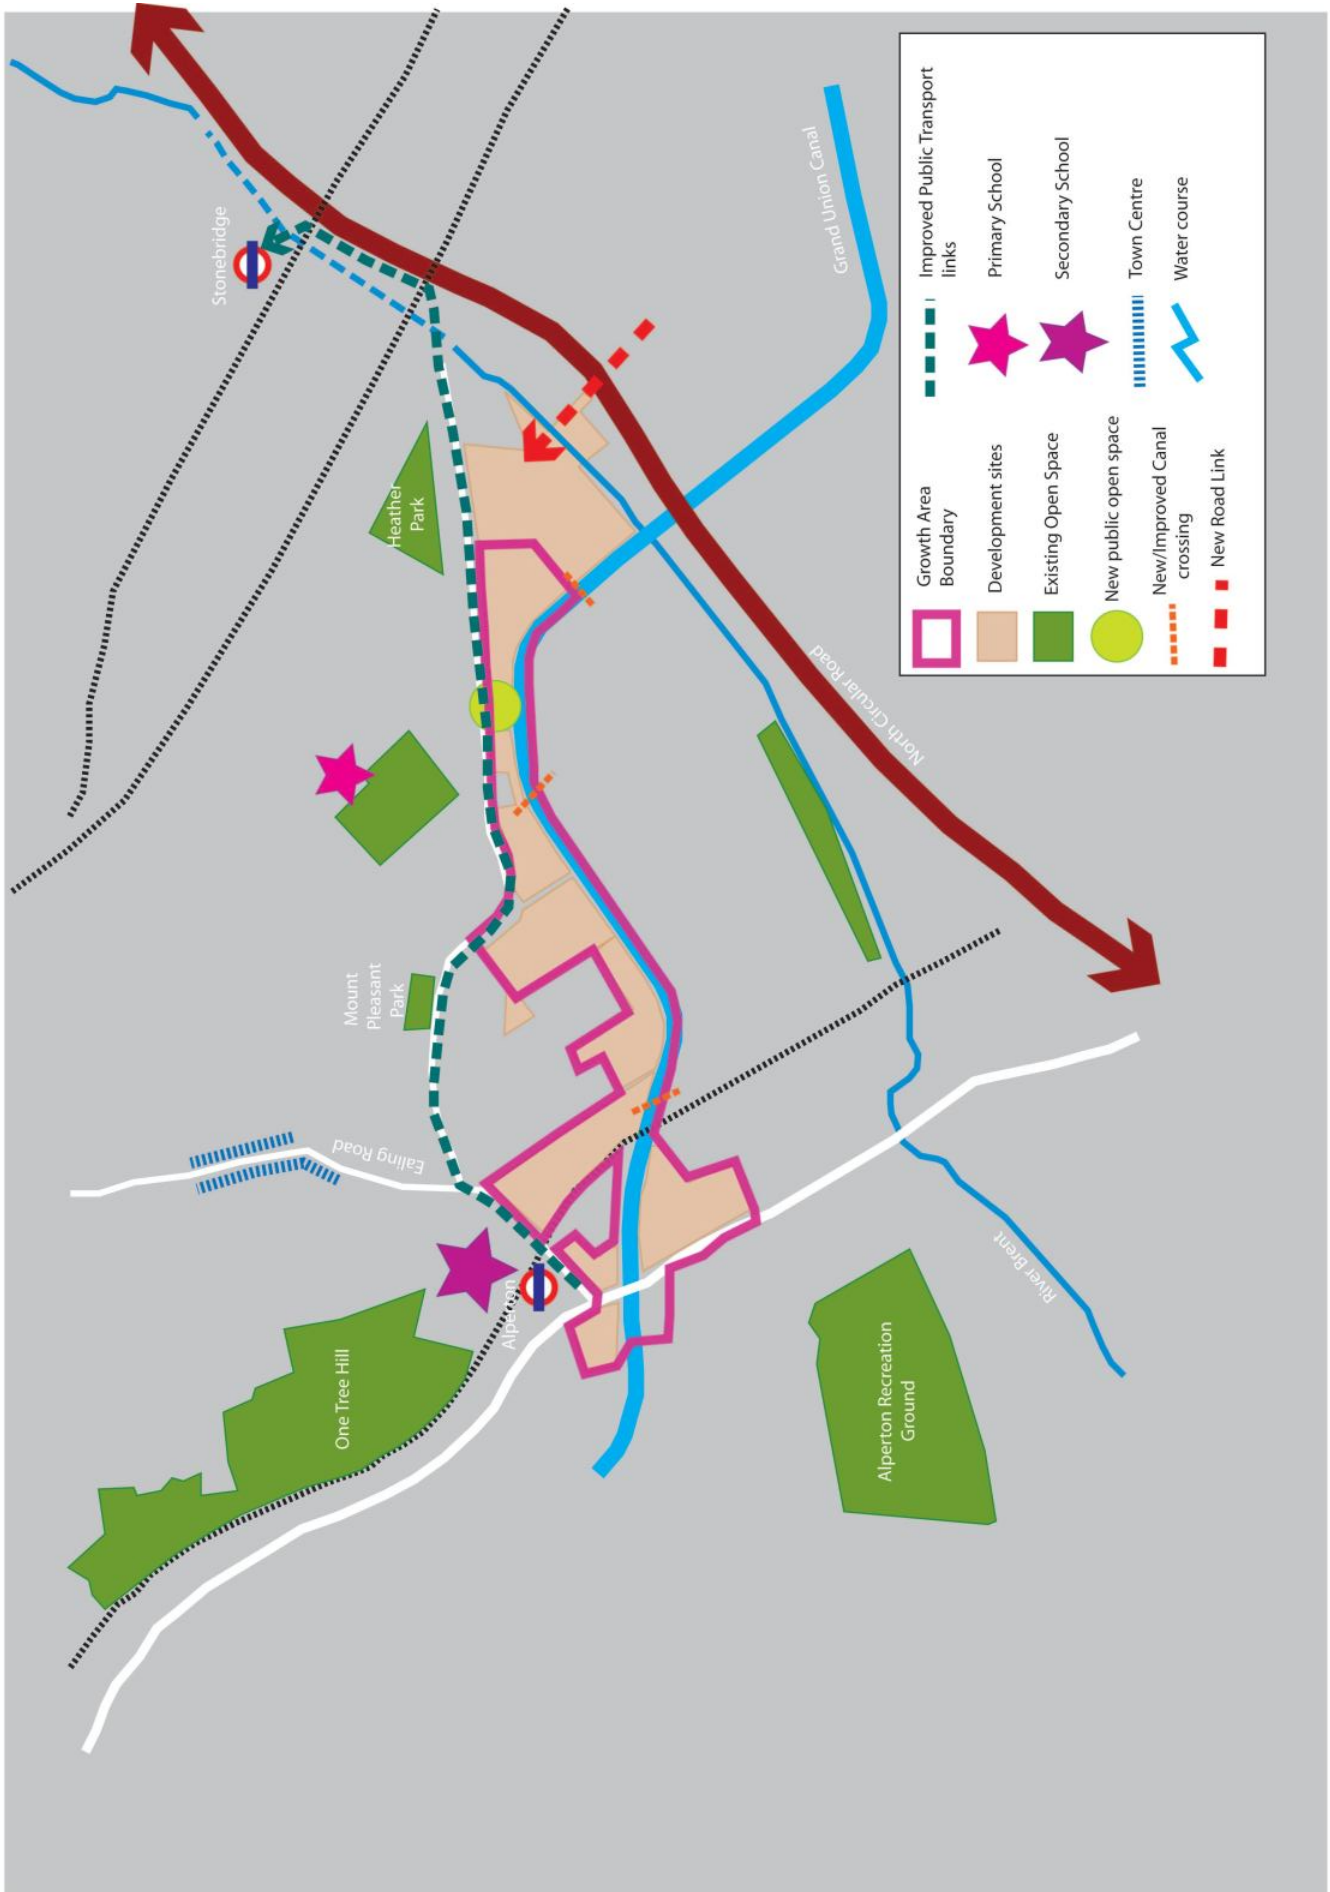 Stonebridge
Grand Union Canal
Heather
Park
North Circular Road
Mount
Pleasant
Park
Ealing Road
Alperton
One Tree Hill
River Brent
Alperton Recreation
Ground
Growth Area
Boundary
Development sites
Existing Open Space
New public open space
New/Improved Canal
crossing
New Road Link
Improved Public Transport
links
Primary School
Secondary School
Town Centre
Water course